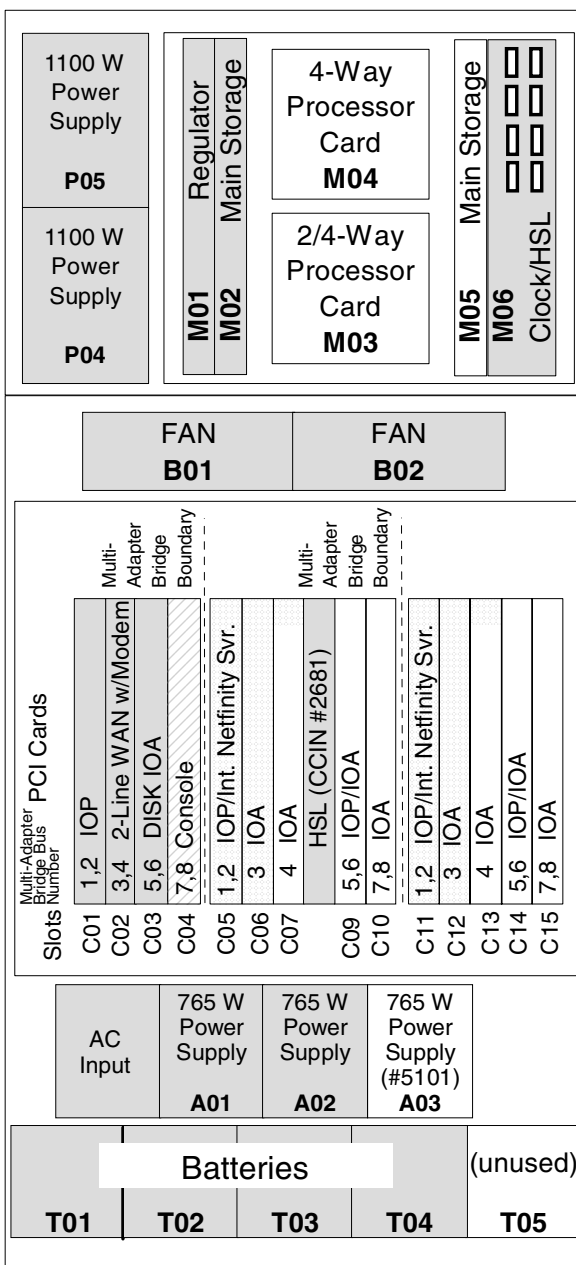 1100 W
Power
Supply
P05
1100 W
Power
Supply
P04
M01 Regulator
M02 Main Storage
4-Way
Processor
Card
M04
2/4-Way
Processor
Card
M03
M05 Main Storage
M06
Clock/HSL
FAN
B01
FAN
B02
Multi-
Adapter
Bridge
Boundary
Multi-
Adapter
Bridge
Boundary
Slots
Multi-Adapter
Bridge Bus
Number
PCI Cards
C01 1,2 IOP
C02 3,4 2-Line WAN w/Modem
C03 5,6 DISK IOA
C04 7,8 Console
C05 1,2 IOP/Int. Netfinity Svr.
C06 3 IOA
C07 4 IOA
HSL (CCIN #2681)
C09 5,6 IOP/IOA
C10 7,8 IOA
C11 1,2 IOP/Int. Netfinity Svr.
C12 3 IOA
C13 4 IOA
C14 5,6 IOP/IOA
C15 7,8 IOA
AC
Input
765 W
Power
Supply
A01
765 W
Power
Supply
A02
765 W
Power
Supply
(#5101)
A03
Batteries
(unused)
T01 T02 T03 T04 T05